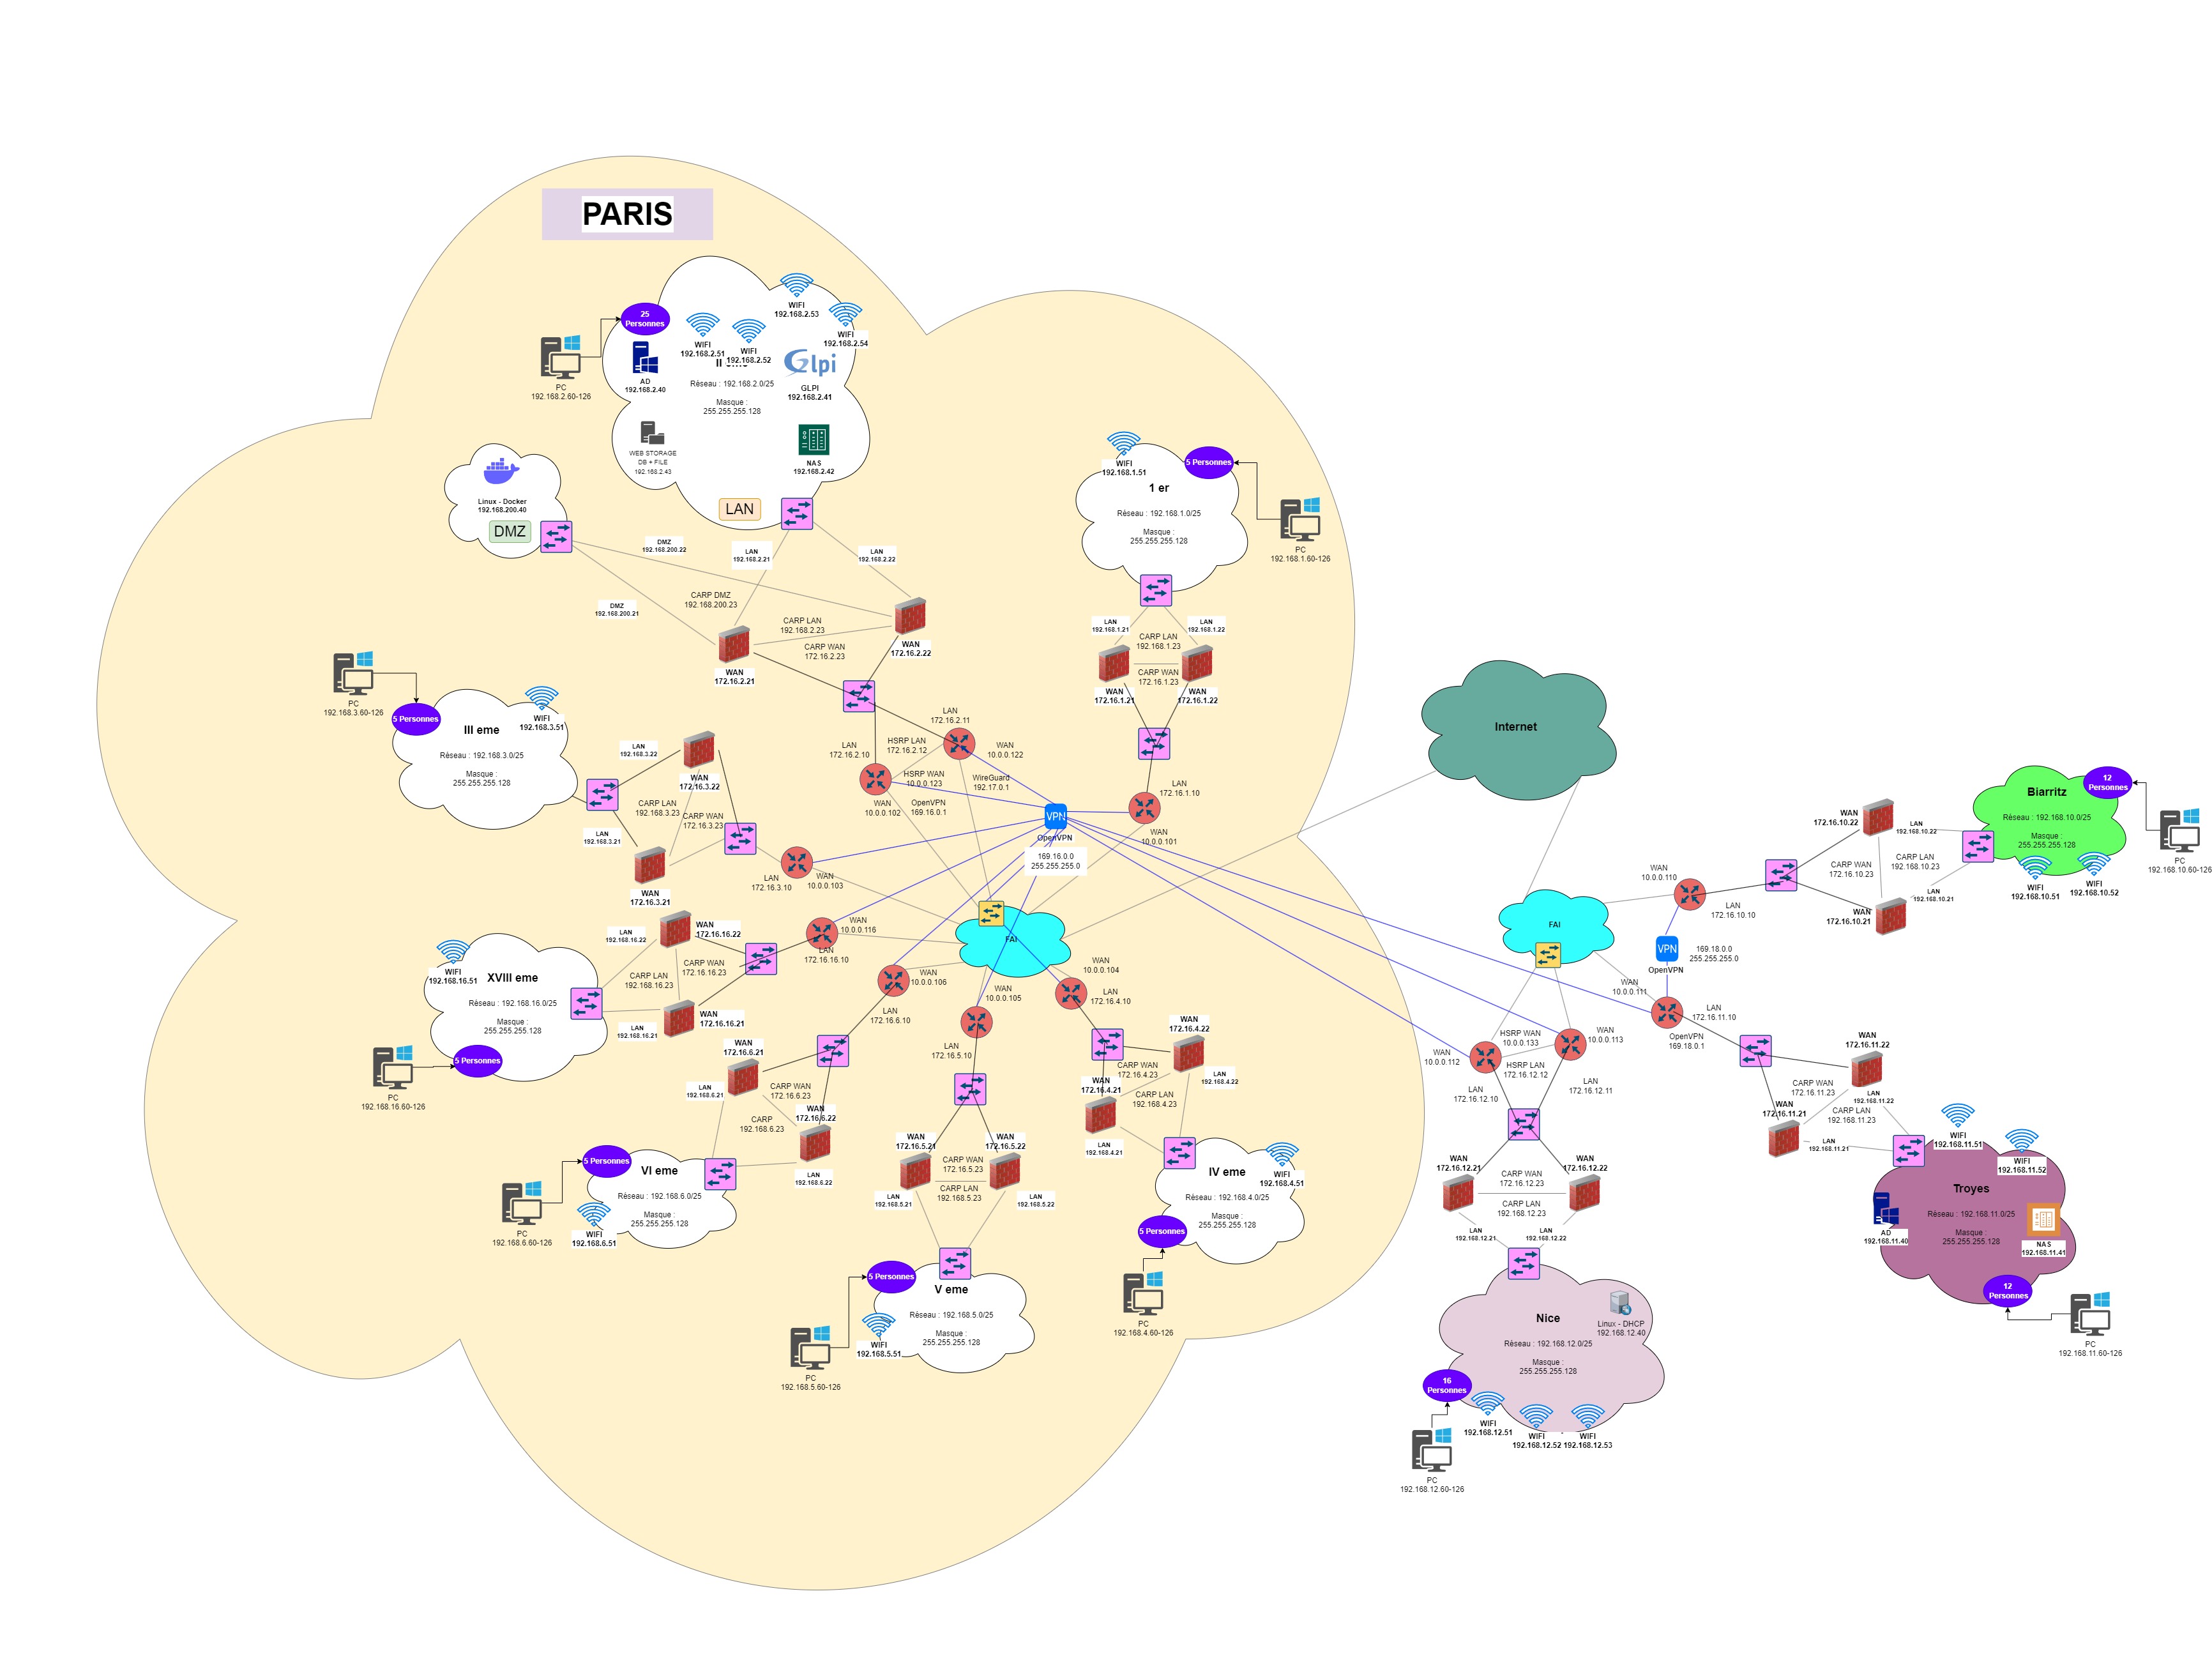 PARIS
25
Personnes
WIFI
192.168.2.53
WIFI
192.168.2.54
WIFI
192.168.2.51
WIFI
192.168.2.52
PC
192.168.2.60-126
AD
192.168.2.40
Réseau : 192.168.2.0/25
Masque :
255.255.255.128
Glpi
GLPI
192.168.2.41
WEB STORAGE
DB + FILE
192.168.2.43
NAS
192.168.2.42
LAN
Linux - Docker
192.168.200.40
DMZ
DMZ
192.168.200.22
LAN
192.168.2.21
LAN
192.168.2.22
DMZ
192.168.200.21
CARP DMZ
192.168.200.23
CARP LAN
192.168.2.23
CARP WAN
172.16.2.23
WAN
172.16.2.21
WAN
172.16.2.22
LAN
172.16.2.11
LAN
172.16.2.10
HSRP LAN
172.16.2.12
WAN
10.0.0.122
HSRP WAN
10.0.0.123
WireGuard
192.17.0.1
WAN
10.0.0.102
OpenVPN
169.16.0.1
WIFI
192.168.1.51
5 Personnes
1 er
Réseau : 192.168.1.0/25
Masque :
255.255.255.128
PC
192.168.1.60-126
LAN
192.168.1.21
LAN
192.168.1.22
CARP LAN
192.168.1.23
CARP WAN
172.16.1.23
WAN
172.16.1.21
WAN
172.16.1.22
LAN
172.16.1.10
WAN
10.0.0.101
VPN
OpenVPN
169.16.0.0
255.255.255.0
PC
192.168.3.60-126
5 Personnes
WIFI
192.168.3.51
III eme
Réseau : 192.168.3.0/25
Masque :
255.255.255.128
LAN
192.168.3.22
WAN
172.16.3.22
CARP LAN
192.168.3.23
CARP WAN
172.16.3.23
LAN
192.168.3.21
WAN
172.16.3.21
LAN
172.16.3.10
WAN
10.0.0.103
WIFI
192.168.16.51
XVIII eme
Réseau : 192.168.16.0/25
Masque :
255.255.255.128
5 Personnes
PC
192.168.16.60-126
LAN
192.168.16.22
WAN
172.16.16.22
CARP WAN
172.16.16.23
CARP LAN
192.168.16.23
LAN
192.168.16.21
WAN
172.16.16.21
WAN
10.0.0.116
LAN
172.16.16.10
FAI
WAN
10.0.0.106
LAN
172.16.6.10
WAN
172.16.6.21
LAN
192.168.6.21
CARP WAN
172.16.6.23
CARP
192.168.6.23
WAN
172.16.6.22
LAN
192.168.6.22
5 Personnes
VI eme
Réseau : 192.168.6.0/25
Masque :
255.255.255.128
WIFI
192.168.6.51
PC
192.168.6.60-126
WAN
10.0.0.105
LAN
172.16.5.10
WAN
172.16.5.21
WAN
172.16.5.22
CARP WAN
172.16.5.23
CARP LAN
192.168.5.23
LAN
192.168.5.21
LAN
192.168.5.22
5 Personnes
V eme
Réseau : 192.168.5.0/25
Masque :
255.255.255.128
WIFI
192.168.5.51
PC
192.168.5.60-126
WAN
10.0.0.104
LAN
172.16.4.10
WAN
172.16.4.22
CARP WAN
172.16.4.23
WAN
172.16.4.21
LAN
192.168.4.22
CARP LAN
192.168.4.23
LAN
192.168.4.21
IV eme
Réseau : 192.168.4.0/25
Masque :
255.255.255.128
WIFI
192.168.4.51
5 Personnes
PC
192.168.4.60-126
Internet
FAI
WAN
10.0.0.110
LAN
172.16.10.10
WAN
172.16.10.22
LAN
192.168.10.22
CARP WAN
172.16.10.23
CARP LAN
192.168.10.23
WAN
172.16.10.21
LAN
192.168.10.21
12
Personnes
Biarritz
Réseau : 192.168.10.0/25
Masque :
255.255.255.128
WIFI
192.168.10.51
WIFI
192.168.10.52
PC
192.168.10.60-126
VPN
OpenVPN
169.18.0.0
255.255.255.0
WAN
10.0.0.111
LAN
172.16.11.10
OpenVPN
169.18.0.1
WAN
172.16.11.22
CARP WAN
172.16.11.23
LAN
192.168.11.22
WAN
172.16.11.21
CARP LAN
192.168.11.23
LAN
192.168.11.21
WIFI
192.168.11.51
WIFI
192.168.11.52
Troyes
Réseau : 192.168.11.0/25
Masque :
255.255.255.128
AD
192.168.11.40
NAS
192.168.11.41
12
Personnes
PC
192.168.11.60-126
WAN
10.0.0.112
HSRP WAN
10.0.0.133
WAN
10.0.0.113
HSRP LAN
172.16.12.12
LAN
172.16.12.10
LAN
172.16.12.11
WAN
172.16.12.21
WAN
172.16.12.22
CARP WAN
172.16.12.23
CARP LAN
192.168.12.23
LAN
192.168.12.21
LAN
192.168.12.22
Nice
Réseau : 192.168.12.0/25
Masque :
255.255.255.128
Linux - DHCP
192.168.12.40
16
Personnes
WIFI
192.168.12.51
WIFI
192.168.12.52
WIFI
192.168.12.53
PC
192.168.12.60-126